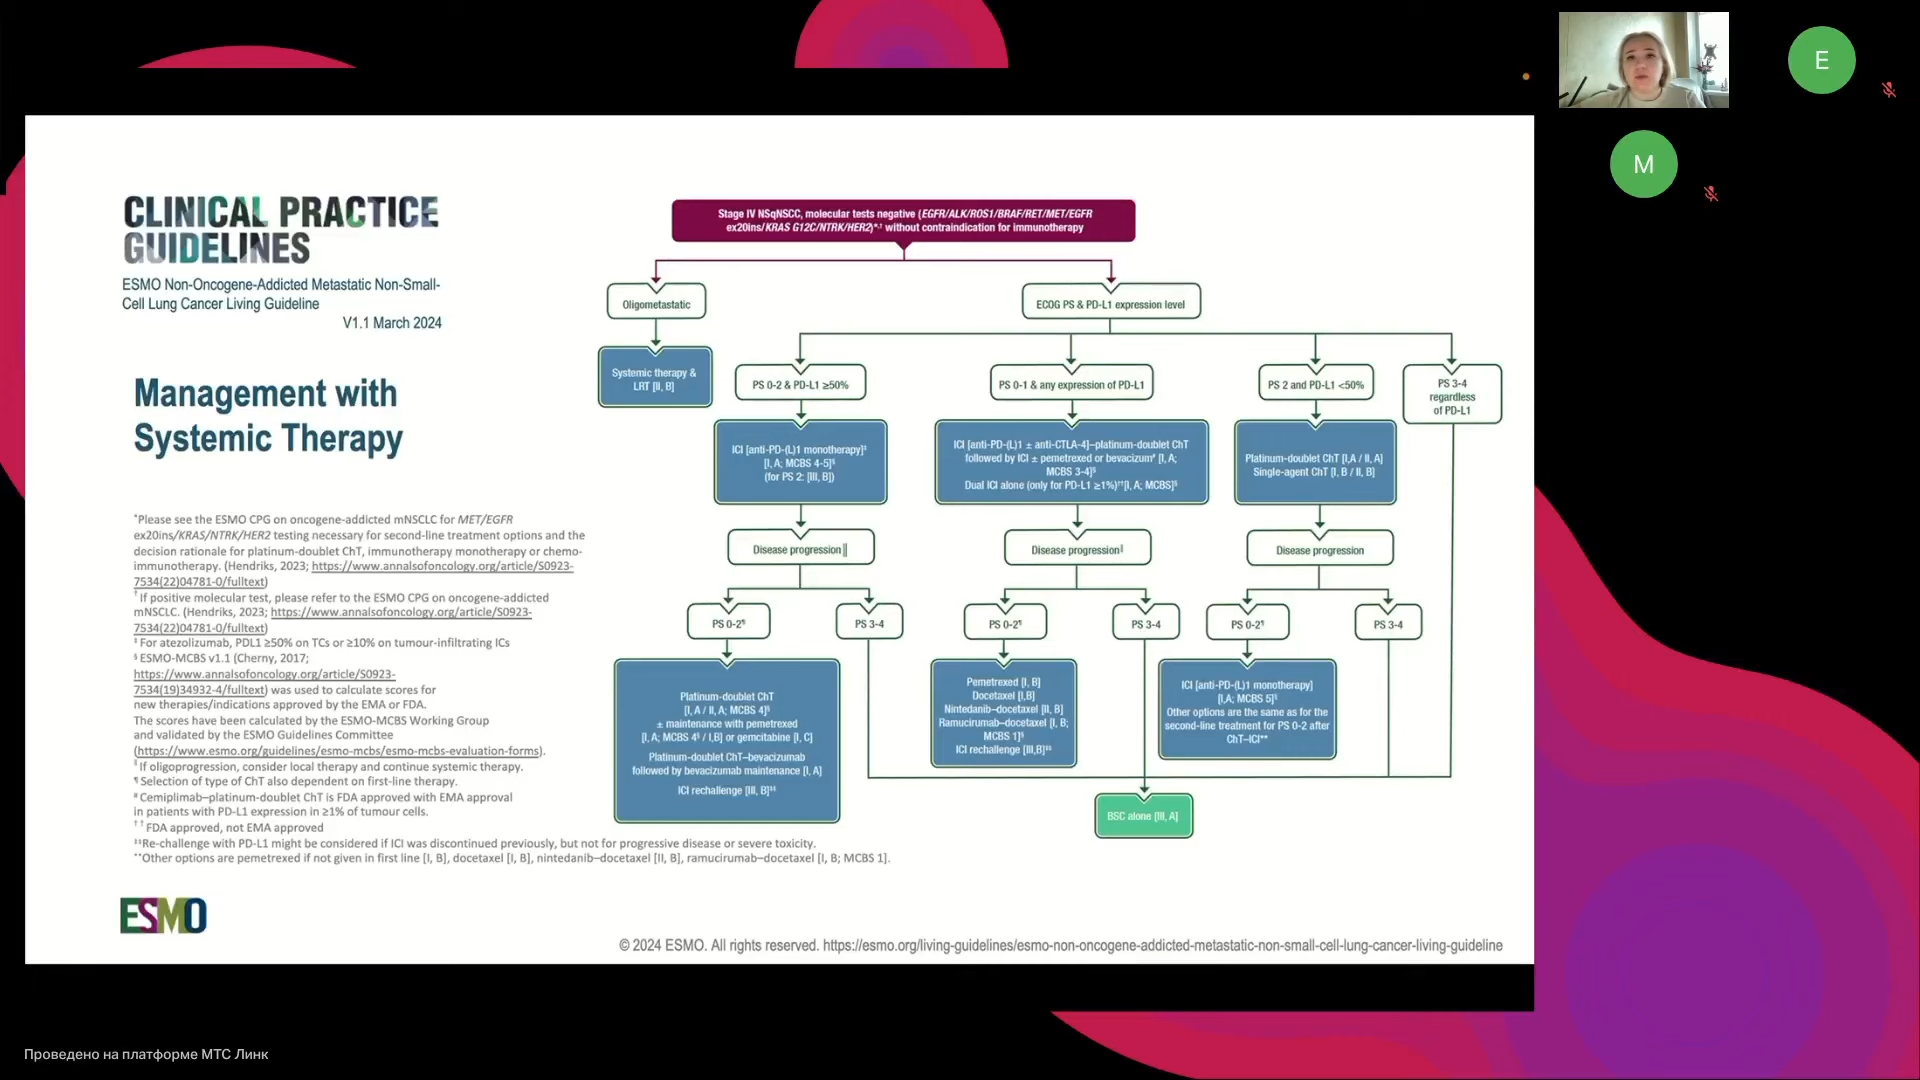 E
M
CLINICAL PRACTICE
GUIDELINES
ESMO Non-Oncogene-Addicted Metastatic Non-Small-
Cell Lung Cancer Living Guideline
V1.1 March 2024
Management with
Systemic Therapy
*Please see the ESMO CPG on oncogene-addicted mNSCLC for MET/EGFR
ex20ins/KRAS/NTRK/HER2 testing necessary for second-line treatment options and the
decision rationale for platinum-doublet ChT, immunotherapy monotherapy or chemo-
immunotherapy. (Hendriks, 2023; https://www.annalsofoncology.org/article/S0923-
7534(22)04781-0/fulltext)
† If positive molecular test, please refer to the ESMO CPG on oncogene-addicted
mNSCLC. (Hendriks, 2023; https://www.annalsofoncology.org/article/S0923-
7534(22)04781-0/fulltext)
‡ For atezolizumab, PDL1 ≥50% on TCs or ≥10% on tumour-infiltrating ICs
§ ESMO-MCBS v1.1 (Cherny, 2017;
https://www.annalsofoncology.org/article/S0923-
7534(19)34932-4/fulltext) was used to calculate scores for
new therapies/indications approved by the EMA or FDA.
The scores have been calculated by the ESMO-MCBS Working Group
and validated by the ESMO Guidelines Committee
(https://www.esmo.org/guidelines/esmo-mcbs/esmo-mcbs-evaluation-forms).
‖ If oligoprogression, consider local therapy and continue systemic therapy.
¶ Selection of type of ChT also dependent on first-line therapy.
# Cemiplimab–platinum-doublet ChT is FDA approved with EMA approval
in patients with PD-L1 expression in ≥1% of tumour cells.
†† FDA approved, not EMA approved
‡‡Re-challenge with PD-L1 might be considered if ICI was discontinued previously, but not for progressive disease or severe toxicity.
**Other options are pemetrexed if not given in first line [I, B], docetaxel [I, B], nintedanib–docetaxel [II, B], ramucirumab–docetaxel [I, B; MCBS 1].
Stage IV NSqNSCC, molecular tests negative (EGFR/ALK/ROS1/BRAF/RET/MET/EGFR
ex20ins/KRAS G12C/NTRK/HER2)*,† without contraindication for immunotherapy
Oligometastatic
ECOG PS & PD-L1 expression level
Systemic therapy &
LRT [II, B]
PS 0-2 & PD-L1 ≥50%
PS 0-1 & any expression of PD-L1
PS 2 and PD-L1 <50%
PS 3-4
regardless
of PD-L1
ICI [anti-PD-(L)1 monotherapy]‡
[I, A; MCBS 4-5]§
(for PS 2: [III, B])
ICI [anti-PD-(L)1 ± anti-CTLA-4]–platinum-doublet ChT
followed by ICI ± pemetrexed or bevacizum# [I, A;
MCBS 3-4]§
Dual ICI alone (only for PD-L1 ≥1%)††[I, A; MCBS]§
Platinum-doublet ChT [I,A / II, A]
Single-agent ChT [I, B / II, B]
Disease progression‖
Disease progression‖
Disease progression
PS 0-2¶
PS 3-4
PS 0-2¶
PS 3-4
PS 0-2¶
PS 3-4
Platinum-doublet ChT
[I, A / II, A; MCBS 4]§
± maintenance with pemetrexed
[I, A; MCBS 4§ / I,B] or gemcitabine [I, C]
Platinum-doublet ChT–bevacizumab
followed by bevacizumab maintenance [I, A]
ICI rechallenge [III, B]‡‡
Pemetrexed [I, B]
Docetaxel [I,B]
Nintedanib–docetaxel [II, B]
Ramucirumab–docetaxel [I, B;
MCBS 1]§
ICI rechallenge [III,B]‡‡
ICI [anti-PD-(L)1 monotherapy]
[I,A; MCBS 5]§
Other options are the same as for the
second-line treatment for PS 0-2 after
ChT–ICI**
BSC alone [III, A]
ESMO
© 2024 ESMO. All rights reserved. https://esmo.org/living-guidelines/esmo-non-oncogene-addicted-metastatic-non-small-cell-lung-cancer-living-guideline
Проведено на платформе МТС Линк